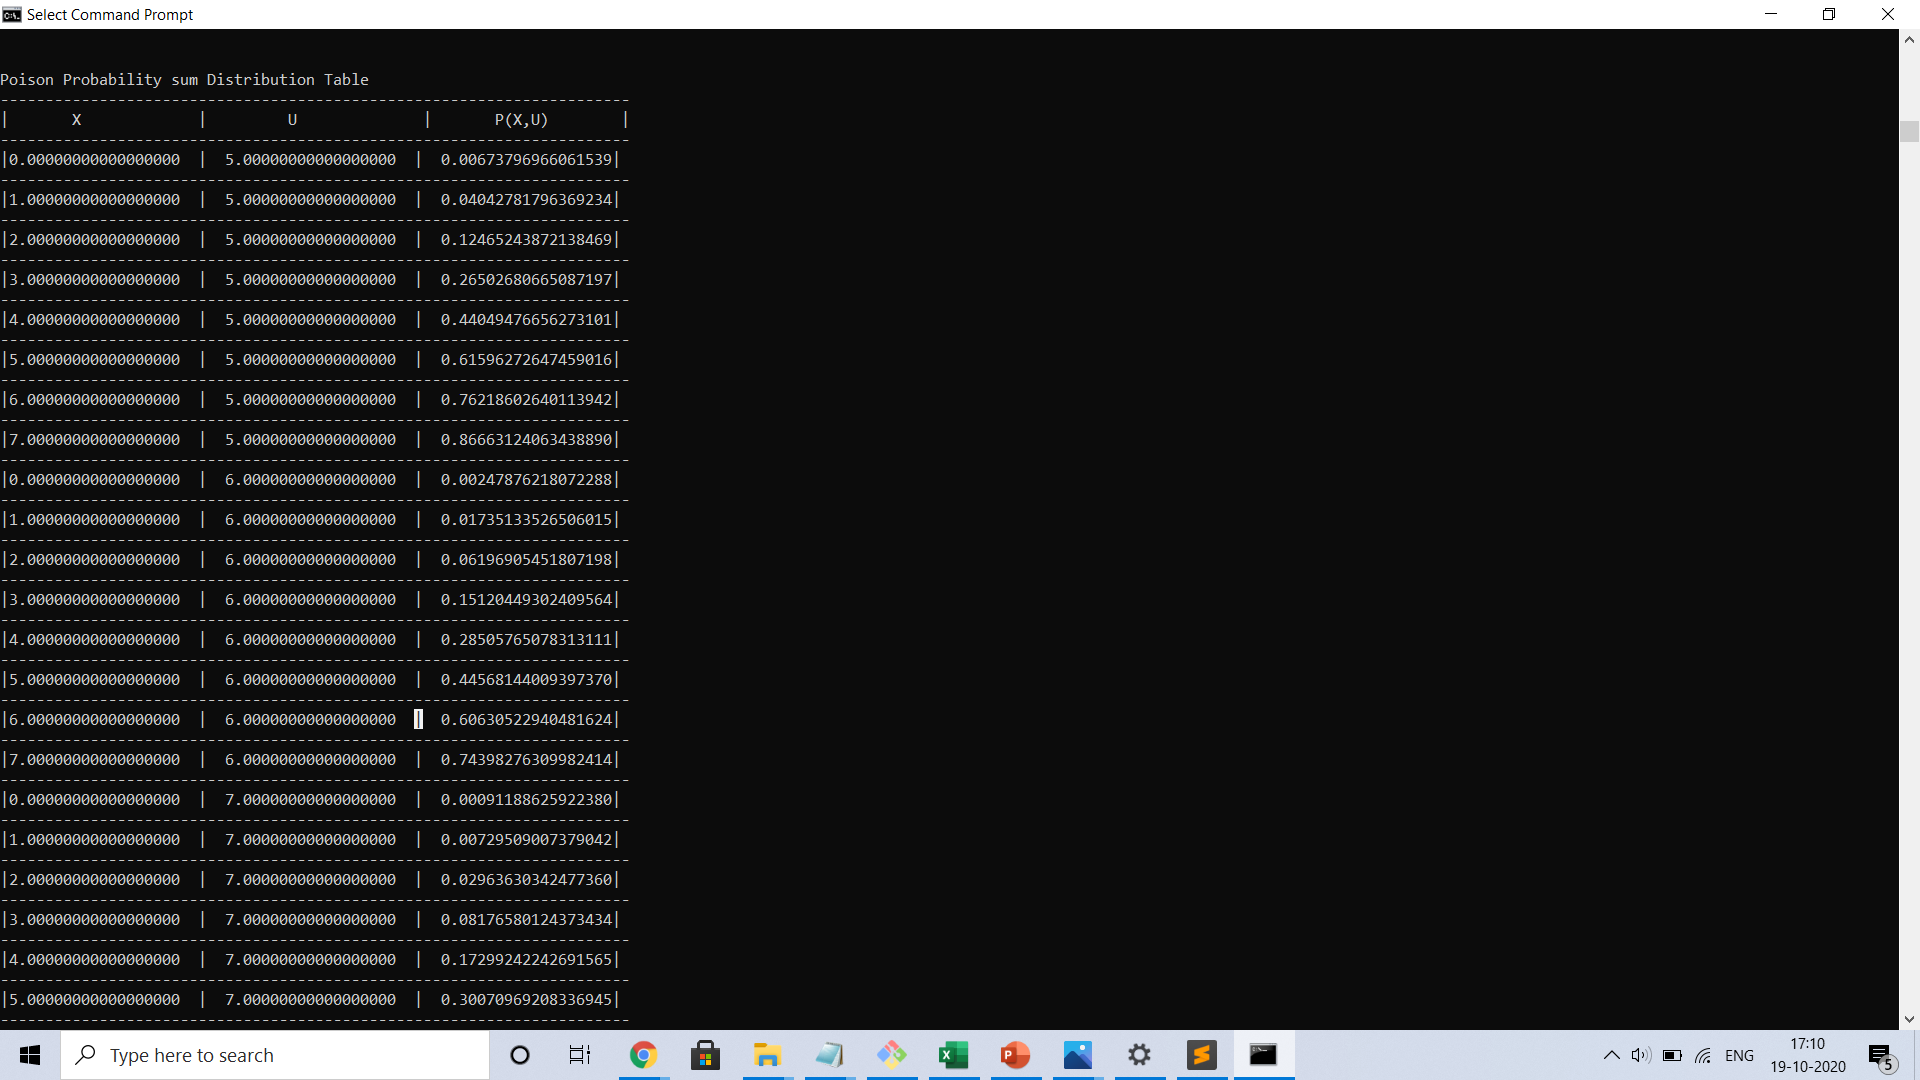 Select Command Prompt
Poison Probability sum Distribution Table
--------------------------------------------------------------------
| X | U | P(X,U) |
--------------------------------------------------------------------
|0.00000000000000000 | 5.00000000000000000 | 0.00673796966061539|
--------------------------------------------------------------------
|1.00000000000000000 | 5.00000000000000000 | 0.04042781796369234|
--------------------------------------------------------------------
|2.00000000000000000 | 5.00000000000000000 | 0.12465243872138469|
--------------------------------------------------------------------
|3.00000000000000000 | 5.00000000000000000 | 0.26502680665087197|
--------------------------------------------------------------------
|4.00000000000000000 | 5.00000000000000000 | 0.44049476656273101|
--------------------------------------------------------------------
|5.00000000000000000 | 5.00000000000000000 | 0.61596272647459016|
--------------------------------------------------------------------
|6.00000000000000000 | 5.00000000000000000 | 0.76218602640113942|
--------------------------------------------------------------------
|7.00000000000000000 | 5.00000000000000000 | 0.86663124063438890|
--------------------------------------------------------------------
|0.00000000000000000 | 6.00000000000000000 | 0.00247876218072288|
--------------------------------------------------------------------
|1.00000000000000000 | 6.00000000000000000 | 0.01735133526506015|
--------------------------------------------------------------------
|2.00000000000000000 | 6.00000000000000000 | 0.06196905451807198|
--------------------------------------------------------------------
|3.00000000000000000 | 6.00000000000000000 | 0.15120449302409564|
--------------------------------------------------------------------
|4.00000000000000000 | 6.00000000000000000 | 0.28505765078313111|
--------------------------------------------------------------------
|5.00000000000000000 | 6.00000000000000000 | 0.44568144009397370|
--------------------------------------------------------------------
|6.00000000000000000 | 6.00000000000000000 | 0.60630522940481624|
--------------------------------------------------------------------
|7.00000000000000000 | 6.00000000000000000 | 0.74398276309982414|
--------------------------------------------------------------------
|0.00000000000000000 | 7.00000000000000000 | 0.00091188625922380|
--------------------------------------------------------------------
|1.00000000000000000 | 7.00000000000000000 | 0.00729509007379042|
--------------------------------------------------------------------
|2.00000000000000000 | 7.00000000000000000 | 0.02963630342477360|
--------------------------------------------------------------------
|3.00000000000000000 | 7.00000000000000000 | 0.08176580124373434|
--------------------------------------------------------------------
|4.00000000000000000 | 7.00000000000000000 | 0.17299242242691565|
--------------------------------------------------------------------
|5.00000000000000000 | 7.00000000000000000 | 0.30070969208336945|
--------------------------------------------------------------------
Type here to search
ENG
17:10
19-10-2020
5